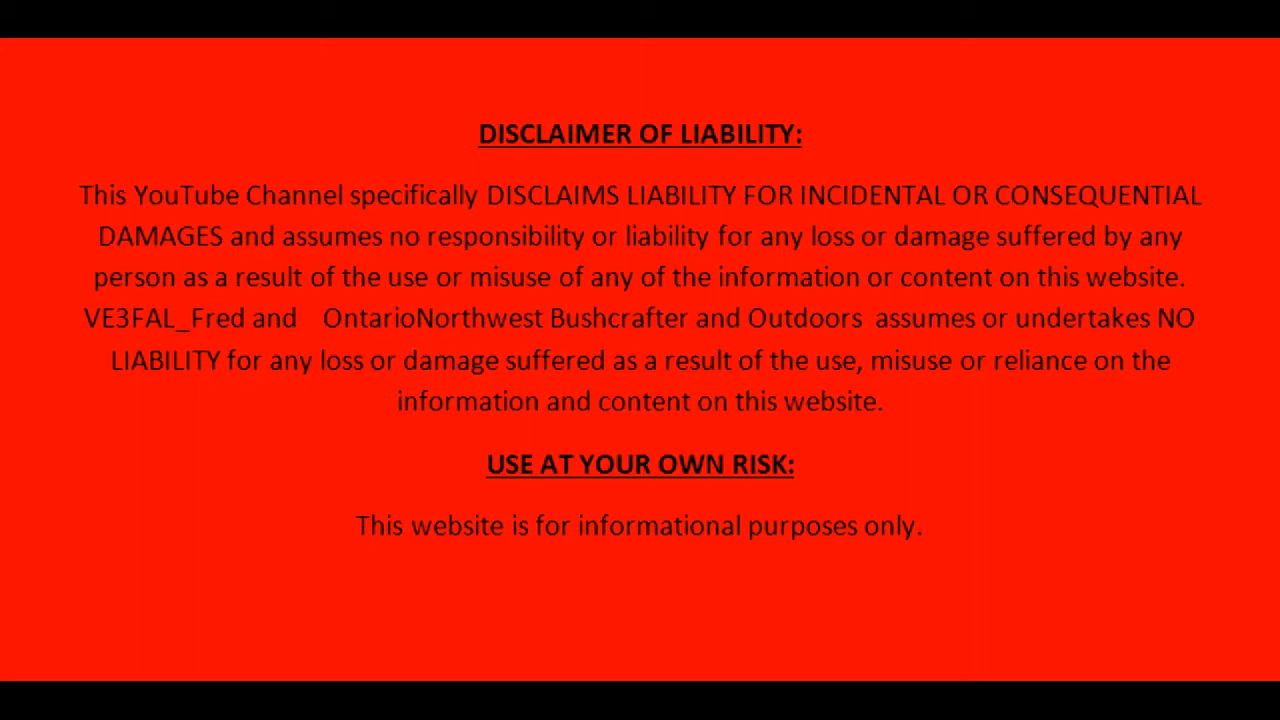 DISCLAIMER OF LIABILITY:
This YouTube Channel specifically DISCLAIMS LIABILITY FOR INCIDENTAL OR CONSEQUENTIAL
DAMAGES and assumes no responsibility or liability for any loss or damage suffered by any
person as a result of the use or misuse of any of the information or content on this website.
VE3FAL_Fred and OntarioNorthwest Bushcrafter and Outdoors assumes or undertakes NO
LIABILITY for any loss or damage suffered as a result of the use, misuse or reliance on the
information and content on this website.
USE AT YOUR OWN RISK:
This website is for informational purposes only.